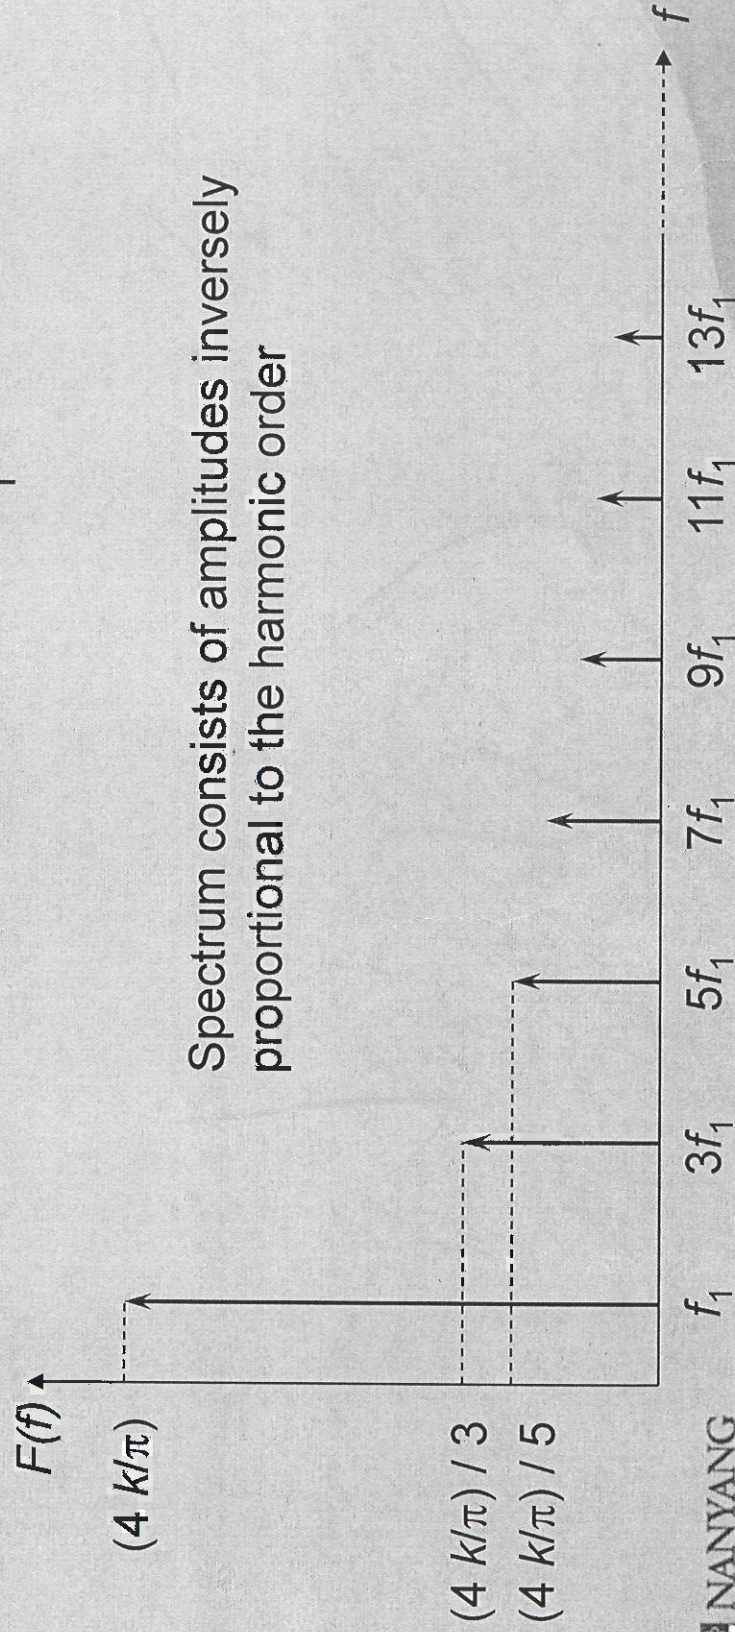 F(f)
(4 k/π)
Spectrum consists of amplitudes inversely
proportional to the harmonic order
(4 k/π) / 3
(4 k/π) / 5
f₁ 3f₁ 5f₁ 7f₁ 9f₁ 11f₁ 13f₁ f
NANYANG